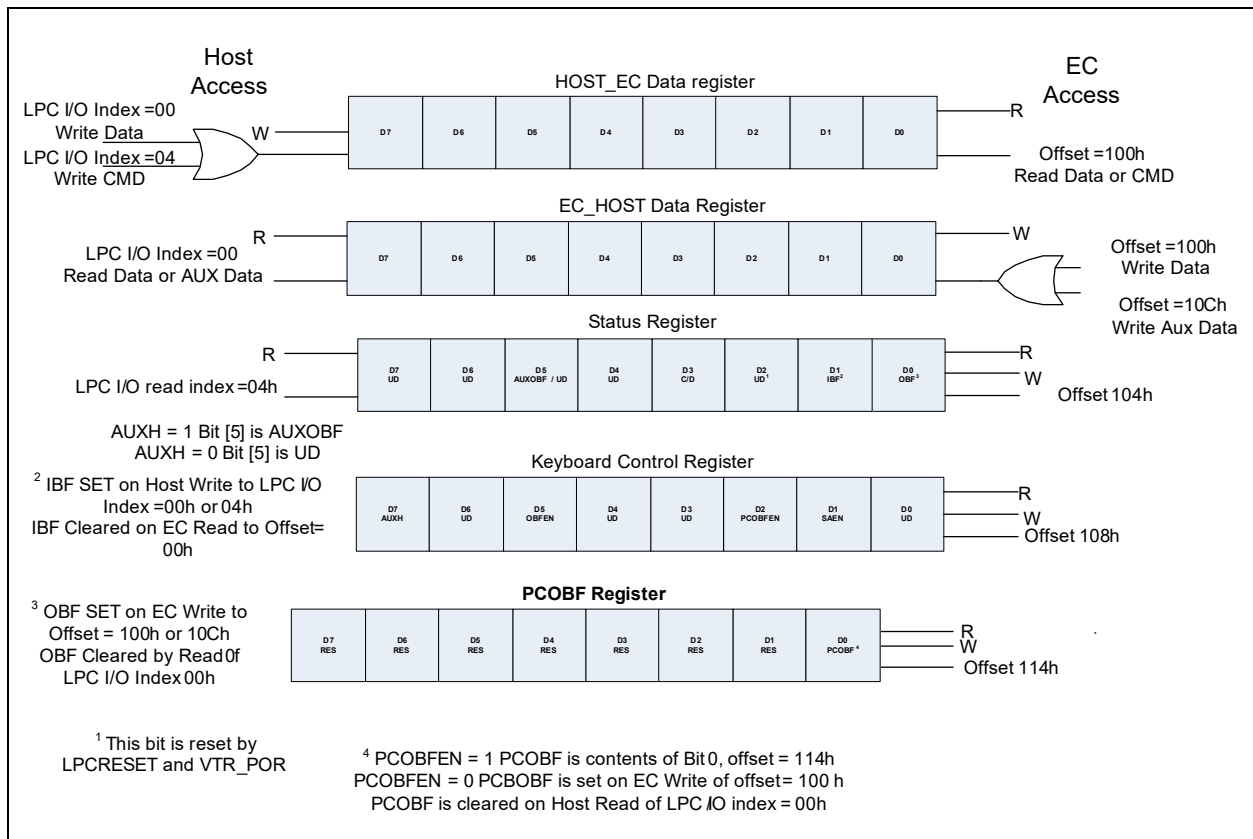 Host
Access
EC
Access
HOST_EC Data register
LPC I/O Index =00
Write Data
LPC I/O Index =04
Write CMD
W
D7 D6 D5 D4 D3 D2 D1 D0
R
Offset =100h
Read Data or CMD
EC_HOST Data Register
R
LPC I/O Index =00
Read Data or AUX Data
D7 D6 D5 D4 D3 D2 D1 D0
W
Offset =100h
Write Data
Offset =10Ch
Write Aux Data
Status Register
R
LPC I/O read index =04h
D7 D6 D5 D4 D3 D2 D1 D0
UD UD AUXOBF / UD UD C/D UD¹ IBF² OBF³
R
W
Offset 104h
AUXH = 1 Bit [5] is AUXOBF
AUXH = 0 Bit [5] is UD
Keyboard Control Register
² IBF SET on Host Write to LPC I/O
Index =00h or 04h
IBF Cleared on EC Read to Offset=
00h
D7 D6 D5 D4 D3 D2 D1 D0
AUXH UD OBFEN UD UD PCOBFEN SAEN UD
R
W
Offset 108h
PCOBF Register
³ OBF SET on EC Write to
Offset = 100h or 10Ch
OBF Cleared by Read 0f
LPC I/O Index 00h
D7 D6 D5 D4 D3 D2 D1 D0
RES RES RES RES RES RES RES PCOBF⁴
R
W
Offset 114h
¹ This bit is reset by
LPCRESET and VTR_POR
⁴ PCOBFEN = 1 PCOBF is contents of Bit 0, offset = 114h
PCOBFEN = 0 PCBOBF is set on EC Write of offset = 100 h
PCOBF is cleared on Host Read of LPC I/O index = 00h